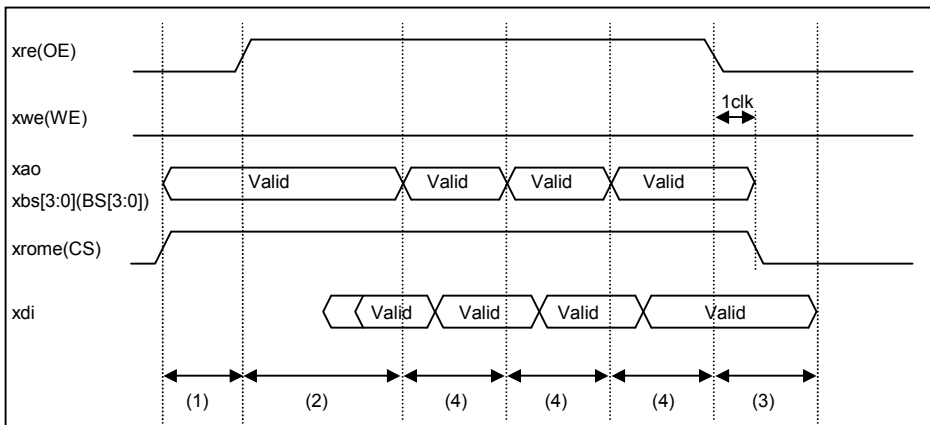 xre(OE)
1clk
xwe(WE)
xao
Valid Valid Valid Valid
xbs[3:0](BS[3:0])
xrome(CS)
xdi
Valid Valid Valid Valid
(1) (2) (4) (4) (4) (3)